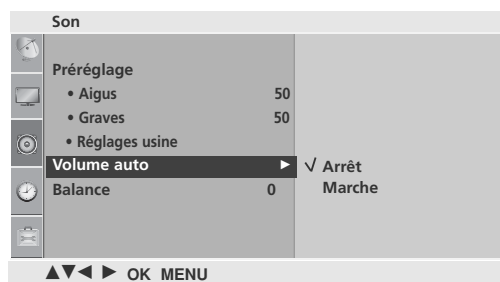 Son
Préréglage
• Aigus 50
• Graves 50
• Réglages usine
Volume auto ► √ Arrêt
Balance 0 Marche
▲▼◄ ► OK MENU